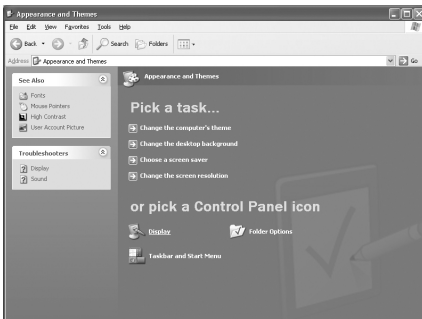 Appearance and Themes
File Edit View Favorites Tools Help
Back Search Folders
Address Appearance and Themes Go
See Also
Fonts
Mouse Pointers
High Contrast
User Account Picture
Troubleshooters
Display
Sound
Appearance and Themes
Pick a task...
Change the computer's theme
Change the desktop background
Choose a screen saver
Change the screen resolution
or pick a Control Panel icon
Display Folder Options
Taskbar and Start Menu